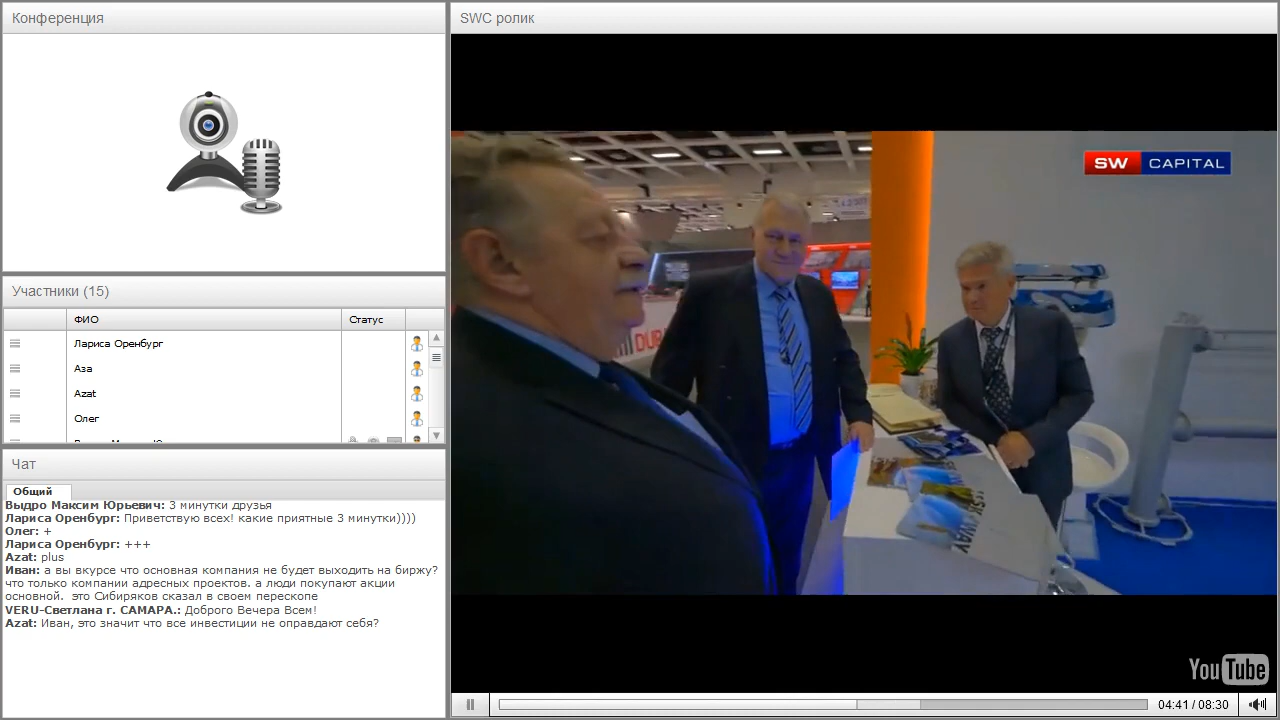 Конференция
SWC ролик
SW CAPITAL
DUBA
SKYWAY
Участники (15)
ФИО Статус
Лариса Оренбург
Аза
Azat
Олег
Чат
Общий
Выдро Максим Юрьевич: 3 минутки друзья
Лариса Оренбург: Приветствую всех! какие приятные 3 минутки))))
Олег: +
Лариса Оренбург: +++
Azat: plus
Иван: а вы вкурсе что основная компания не будет выходить на биржу?
что только компании адресных проектов. а люди покупают акции
основной. это Сибиряков сказал в своем перескопе
VERU-Светлана г. САМАРА.: Доброго Вечера Всем!
Azat: Иван, это значит что все инвестиции не оправдают себя?
YouTube
04:41 / 08:30